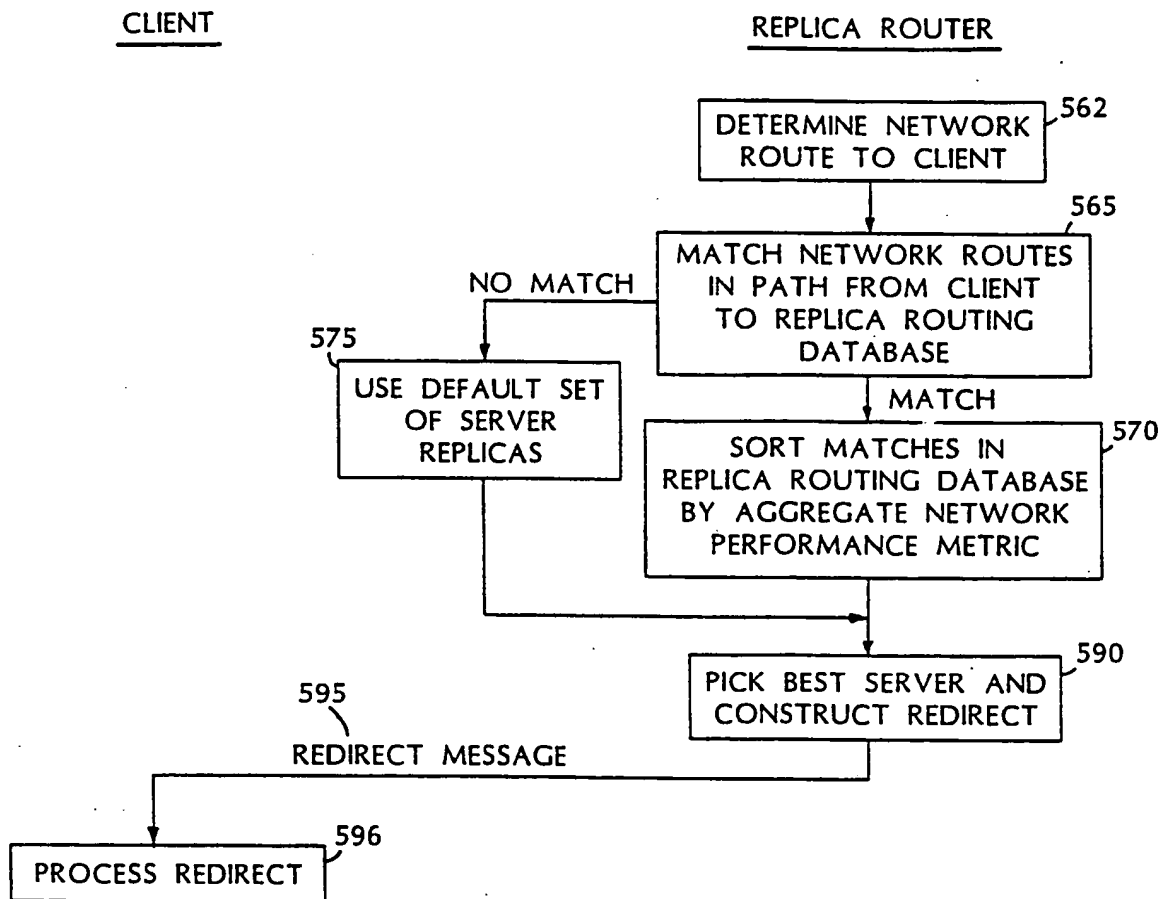 CLIENT
REPLICA ROUTER
562
DETERMINE NETWORK
ROUTE TO CLIENT
565
MATCH NETWORK ROUTES
IN PATH FROM CLIENT
TO REPLICA ROUTING
DATABASE
NO MATCH
575
USE DEFAULT SET
OF SERVER
REPLICAS
MATCH
570
SORT MATCHES IN
REPLICA ROUTING DATABASE
BY AGGREGATE NETWORK
PERFORMANCE METRIC
590
PICK BEST SERVER AND
CONSTRUCT REDIRECT
595
REDIRECT MESSAGE
596
PROCESS REDIRECT